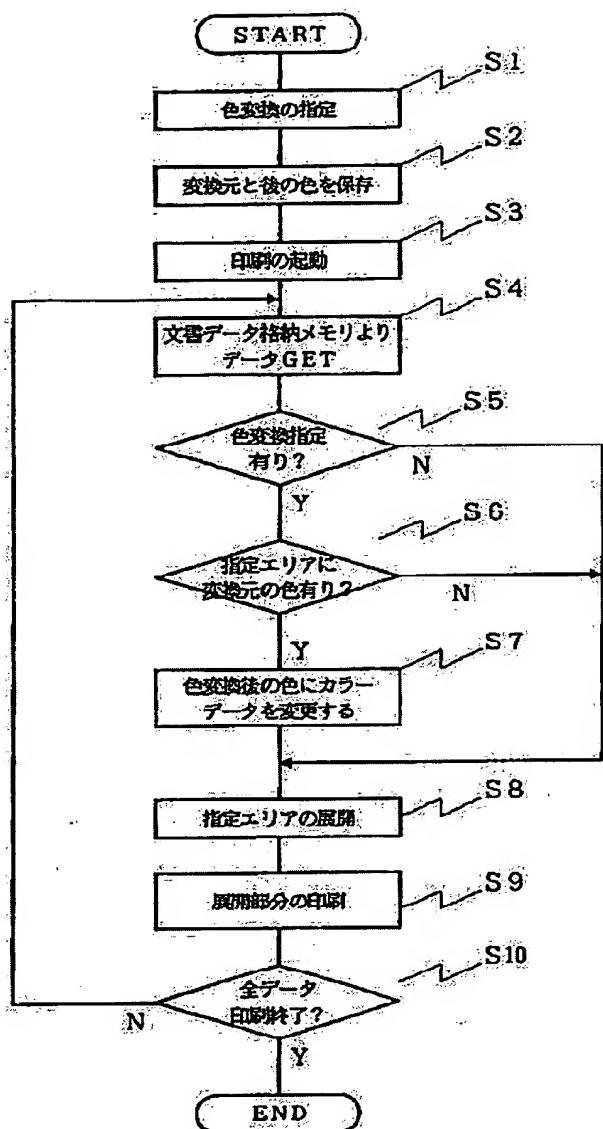 START
S1
色変換の指定
S2
変換元と後の色を保存
S3
印刷の起動
S4
文書データ格納メモリより
データGET
S5
色変換指定
有り?
N
Y
S6
指定エリアに
変換元の色有り?
N
Y
S7
色変換後の色にカラー
データを変更する
S8
指定エリアの展開
S9
展開部分の印刷
S10
全データ
印刷終了?
N
Y
END